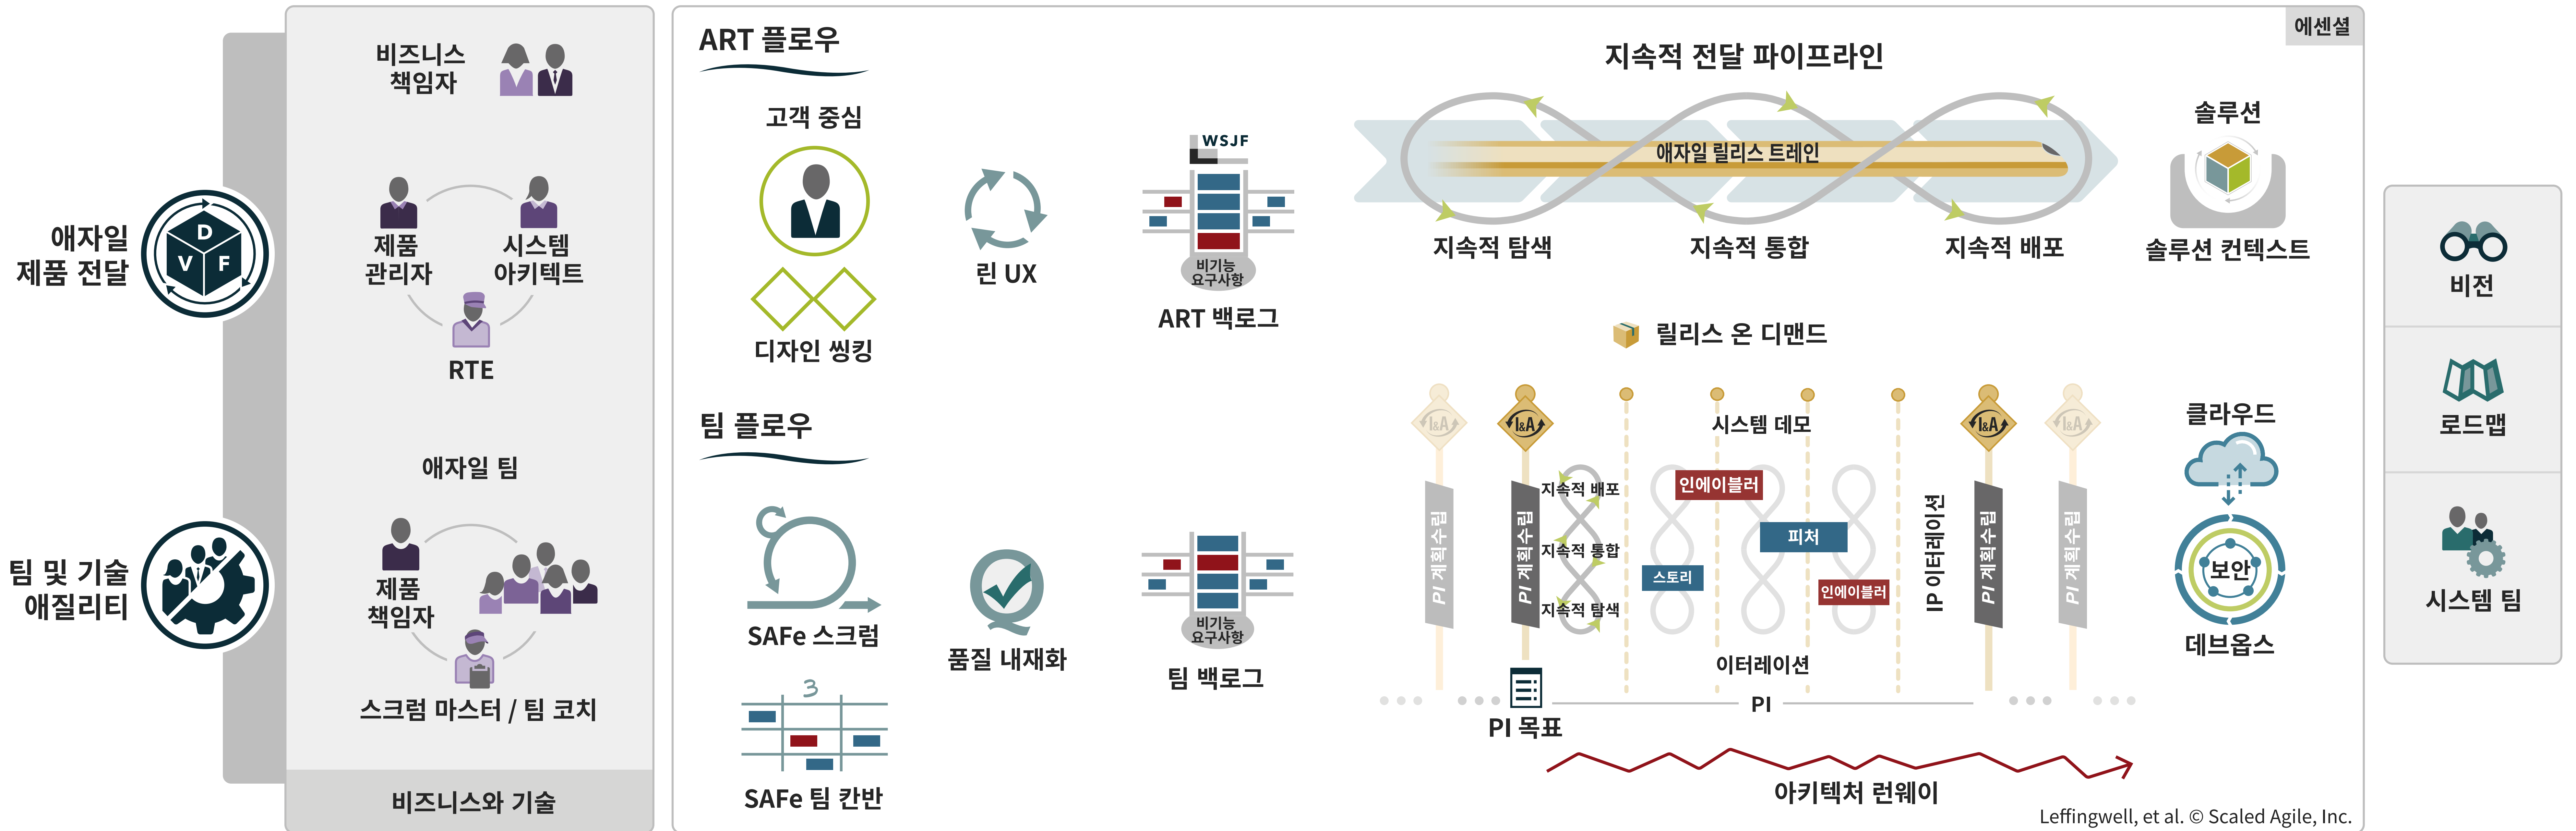 애자일
제품 전달
D
V
F
팀 및 기술
애질리티
비즈니스
책임자
제품
관리자
시스템
아키텍트
RTE
애자일 팀
제품
책임자
스크럼 마스터 / 팀 코치
비즈니스와 기술
에센셜
ART 플로우
고객 중심
디자인 씽킹
린 UX
WSJF
비기능
요구사항
ART 백로그
지속적 전달 파이프라인
애자일 릴리스 트레인
지속적 탐색
지속적 통합
지속적 배포
솔루션
솔루션 컨텍스트
릴리스 온 디맨드
팀 플로우
SAFe 스크럼
3
SAFe 팀 칸반
품질 내재화
비기능
요구사항
팀 백로그
I&A
I&A
I&A
I&A
시스템 데모
PI 계획수립
PI 계획수립
지속적 배포
지속적 통합
지속적 탐색
인에이블러
피처
스토리
인에이블러
IP 이터레이션
PI 계획수립
PI 계획수립
이터레이션
PI
PI 목표
아키텍처 런웨이
클라우드
보안
데브옵스
Leffingwell, et al. © Scaled Agile, Inc.
비전
로드맵
시스템 팀